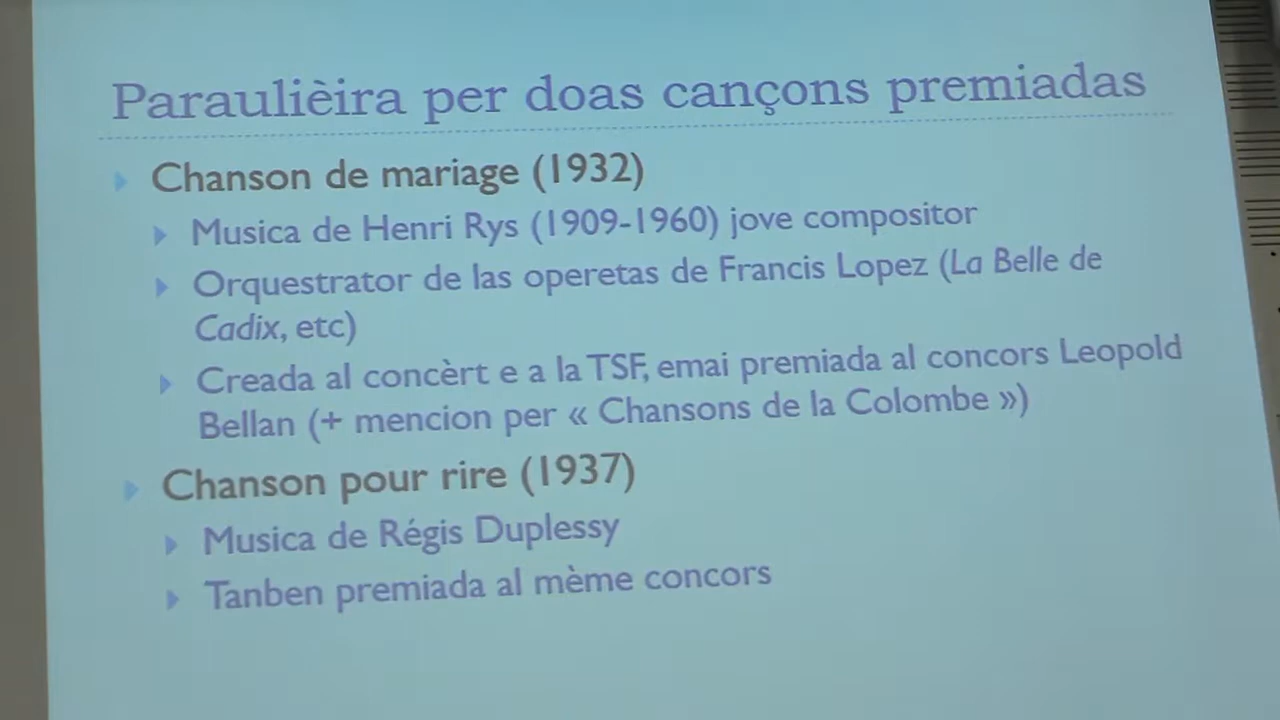 Paraulièira per doas cançons premiadas
Chanson de mariage (1932)
Musica de Henri Rys (1909-1960) jove compositor
Orquestrator de las operetas de Francis Lopez (La Belle de
Cadix, etc)
Creada al concèrt e a la TSF, emai premiada al concors Leopold
Bellan (+ mencion per « Chansons de la Colombe »)
Chanson pour rire (1937)
Musica de Régis Duplessy
Tanben premiada al mème concors